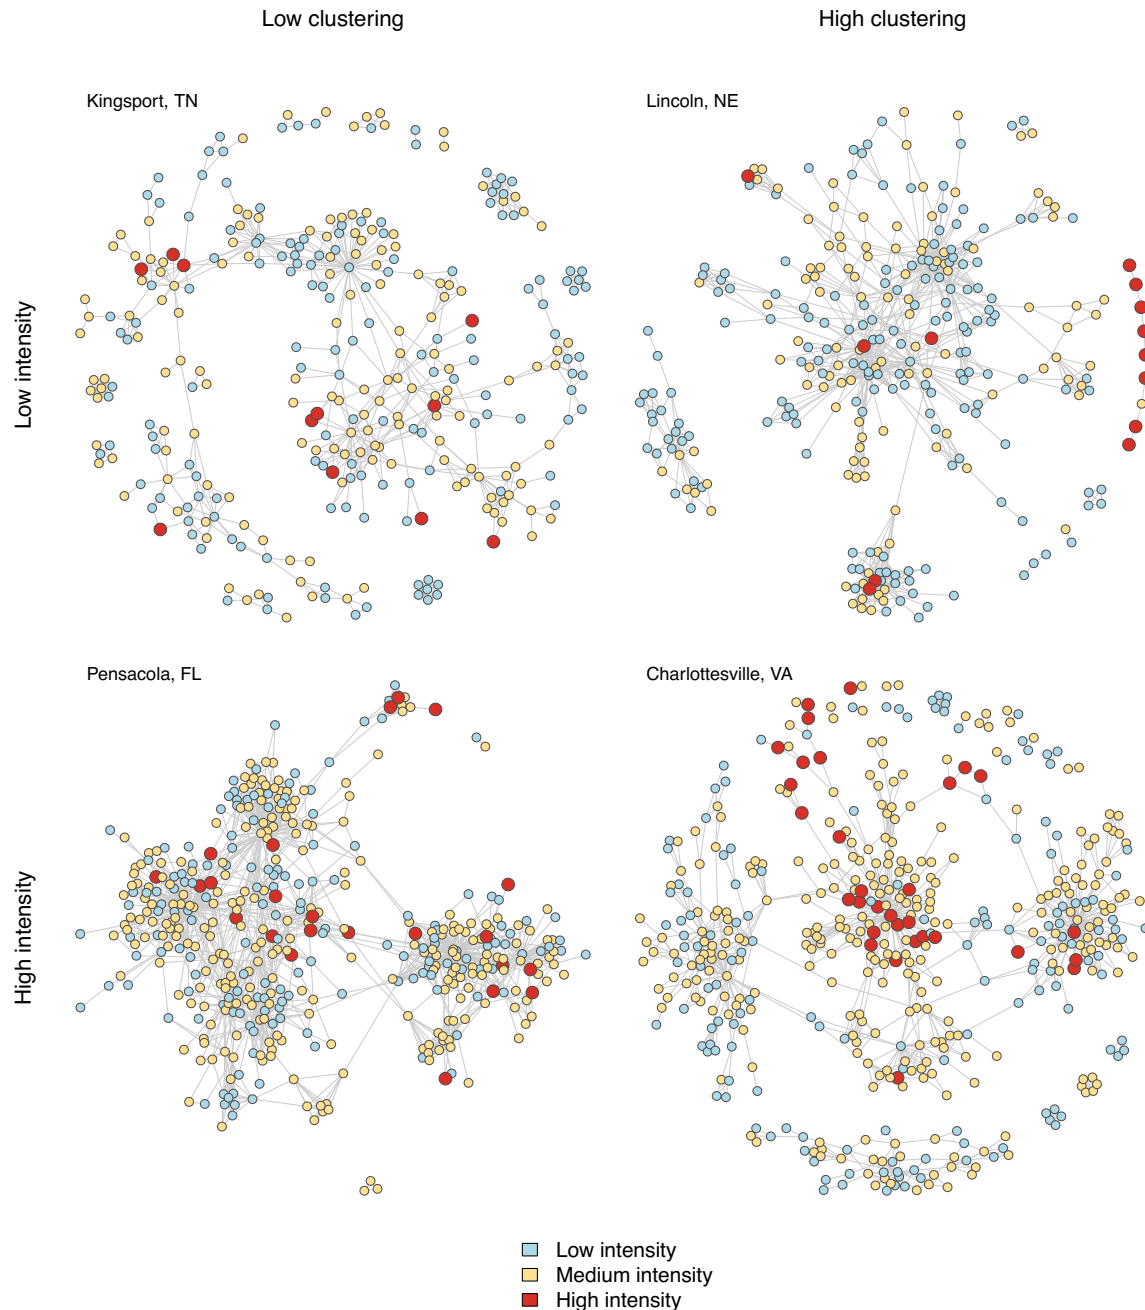 Low clustering
High clustering
Kingsport, TN
Lincoln, NE
Low intensity
Pensacola, FL
Charlottesville, VA
High intensity
Low intensity
Medium intensity
High intensity